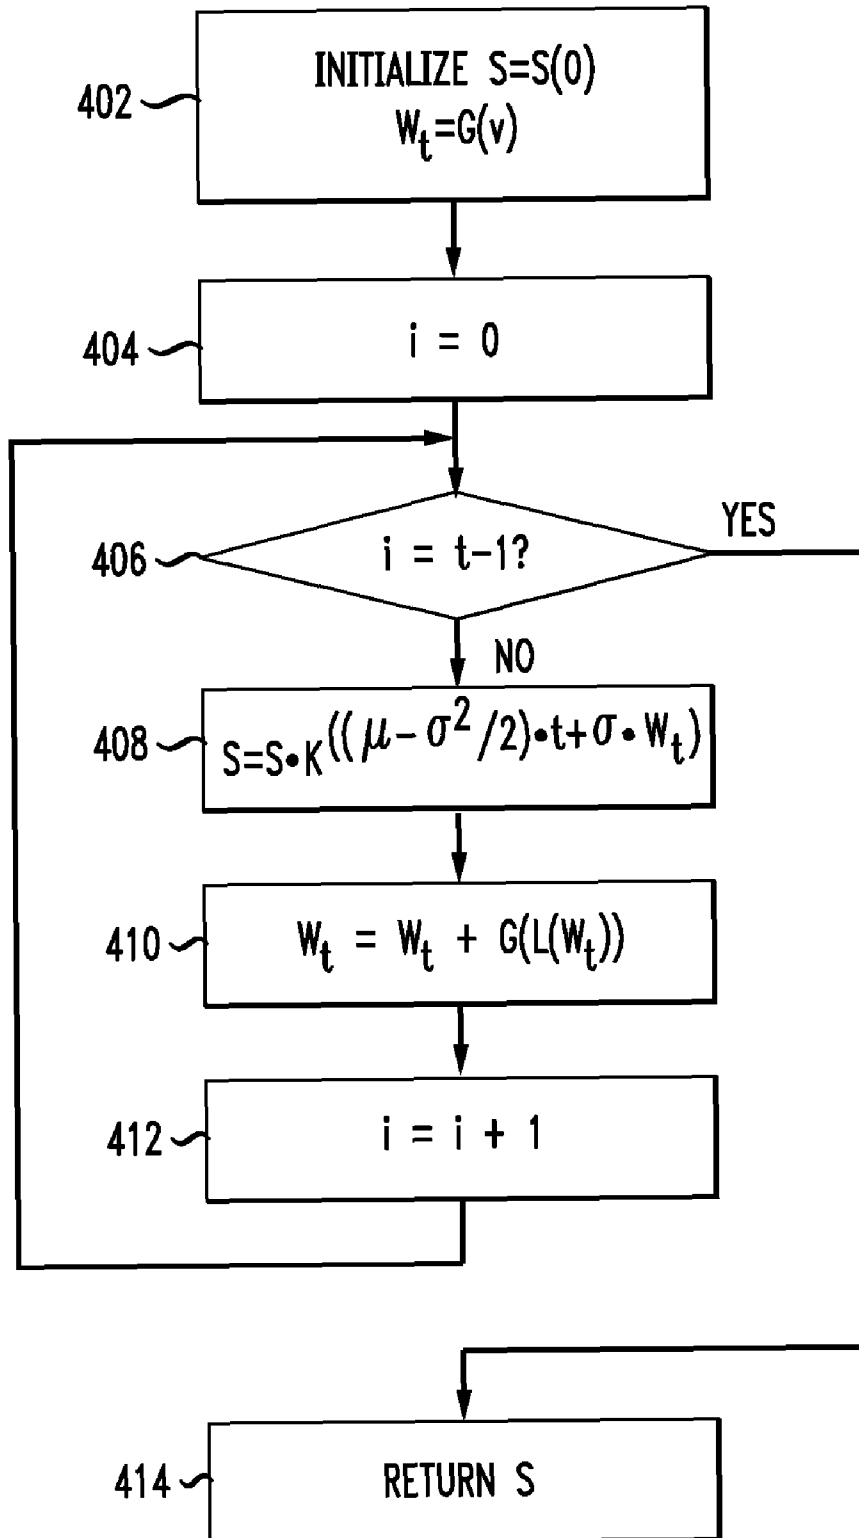 402
INITIALIZE S=S(0)
W_t=G(v)
404
i = 0
406
i = t-1?
YES
NO
408
S=S•K^((μ-σ^2/2)•t+σ•W_t)
410
W_t = W_t + G(L(W_t))
412
i = i + 1
414
RETURN S